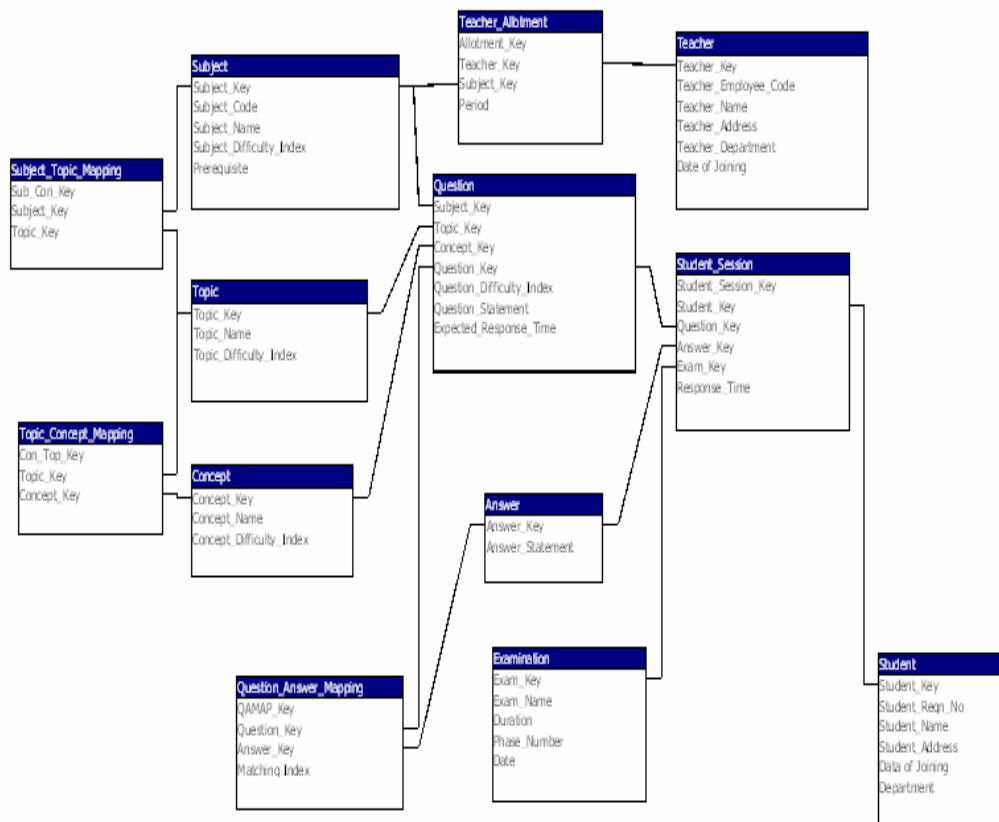 Teacher_Allotment
Allotment_Key
Teacher_Key
Subject_Key
Period
Teacher
Teacher_Key
Teacher_Employee_Code
Teacher_Name
Teacher_Address
Teacher_Department
Date of Joining
Subject
Subject_Key
Subject_Code
Subject_Name
Subject_Difficulty_Index
Prerequisite
Subject_Topic_Mapping
Sub_Con_Key
Subject_Key
Topic_Key
Question
Subject_Key
Topic_Key
Concept_Key
Question_Key
Question_Difficulty_Index
Question_Statement
Expected_Response_Time
Student_Session
Student_Session_Key
Student_Key
Question_Key
Answer_Key
Exam_Key
Response_Time
Topic
Topic_Key
Topic_Name
Topic_Difficulty_Index
Topic_Concept_Mapping
Con_Top_Key
Topic_Key
Concept_Key
Concept
Concept_Key
Concept_Name
Concept_Difficulty_Index
Answer
Answer_Key
Answer_Statement
Question_Answer_Mapping
QAMAP_Key
Question_Key
Answer_Key
Matching Index
Examination
Exam_Key
Exam_Name
Duration
Phase_Number
Date
Student
Student_Key
Student_Regn_No
Student_Name
Student_Address
Data of Joining
Department